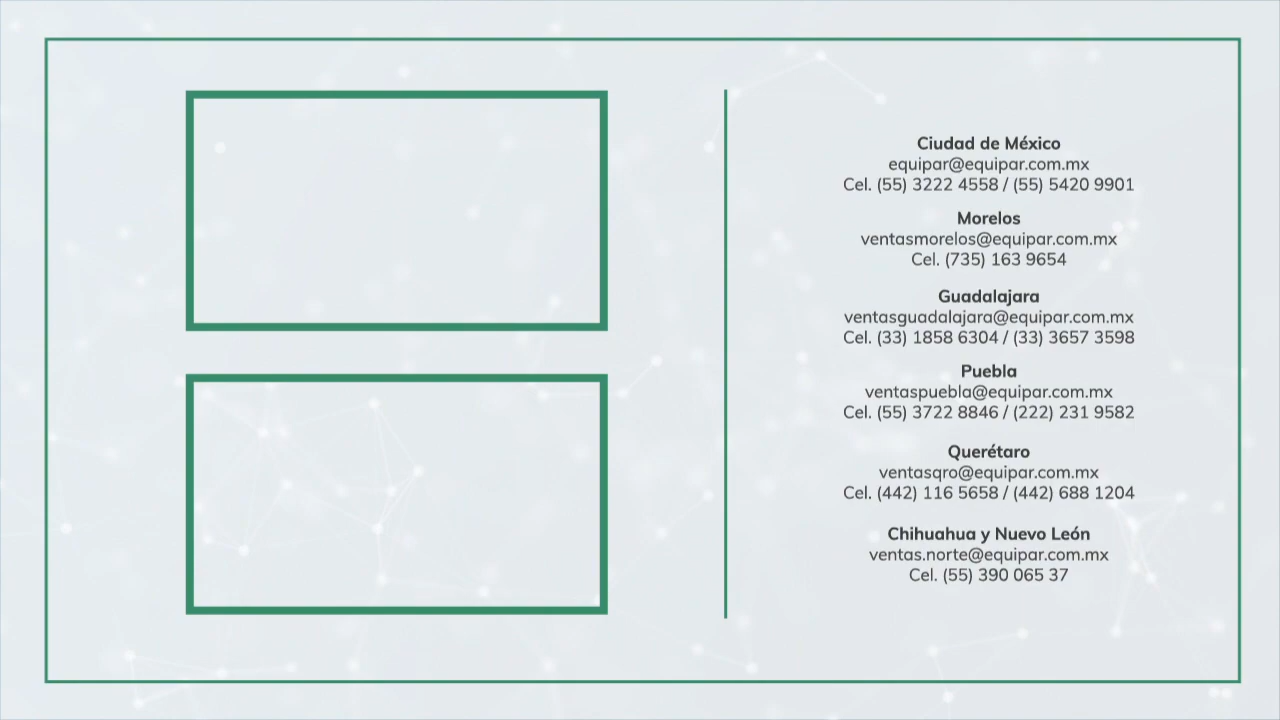 Ciudad de México
equipar@equipar.com.mx
Cel. (55) 3222 4558 / (55) 5420 9901
Morelos
ventasmorelos@equipar.com.mx
Cel. (735) 163 9654
Guadalajara
ventasguadalajara@equipar.com.mx
Cel. (33) 1858 6304 / (33) 3657 3598
Puebla
ventaspuebla@equipar.com.mx
Cel. (55) 3722 8846 / (222) 231 9582
Querétaro
ventasqro@equipar.com.mx
Cel. (442) 116 5658 / (442) 688 1204
Chihuahua y Nuevo León
ventas.norte@equipar.com.mx
Cel. (55) 390 065 37